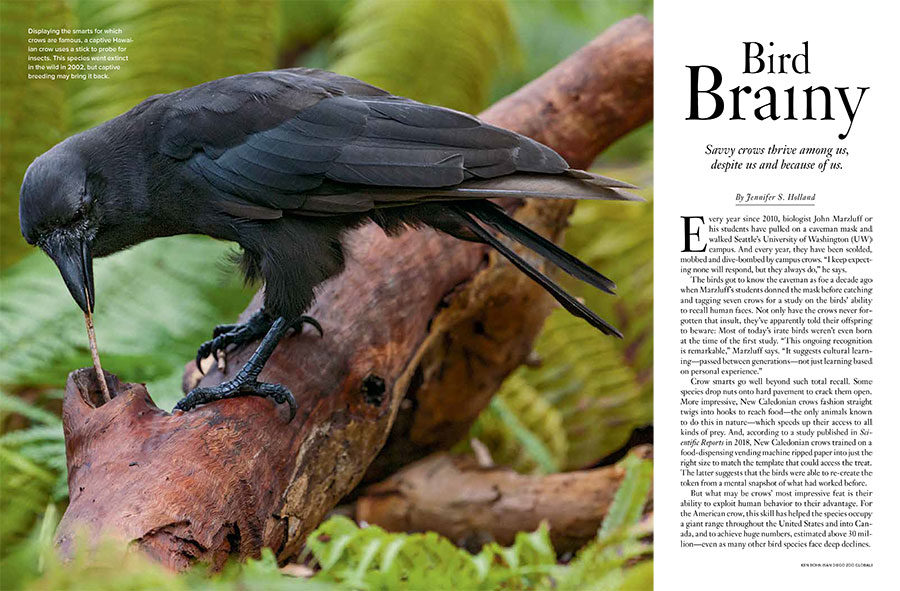 Displaying the smarts for which
crows are famous, a captive Hawai-
ian crow uses a stick to probe for
insects. This species went extinct
in the wild in 2002, but captive
breeding may bring it back.
Bird
Brainy
Savvy crows thrive among us,
despite us and because of us.
By Jennifer S. Holland
Every year since 2010, biologist John Marzluff or
his students have pulled on a caveman mask and
walked Seattle's University of Washington (UW)
campus. And every year, they have been scolded,
mobbed and dive-bombed by campus crows. “I keep expect-
ing none will respond, but they always do,” he says.
The birds got to know the caveman as foe a decade ago
when Marzluff's students donned the mask before catching
and tagging seven crows for a study on the birds' ability
to recall human faces. Not only have the crows never for-
gotten that insult, they've apparently told their offspring
to beware: Most of today's irate birds weren't even born
at the time of the first study. “This ongoing recognition
is remarkable,” Marzluff says. “It suggests cultural learn-
ing—passed between generations—not just learning based
on personal experience.”
Crow smarts go well beyond such total recall. Some
species drop nuts onto hard pavement to crack them open.
More impressive, New Caledonian crows fashion straight
twigs into hooks to reach food—the only animals known
to do this in nature—which speeds up their access to all
kinds of prey. And, according to a study published in Sci-
entific Reports in 2018, New Caledonian crows trained on a
food-dispensing vending machine ripped paper into just the
right size to match the template that could access the treat.
The latter suggests that the birds were able to re-create the
token from a mental snapshot of what had worked before.
But what may be crows' most impressive feat is their
ability to exploit human behavior to their advantage. For
the American crow, this skill has helped the species occupy
a giant range throughout the United States and into Can-
ada, and to achieve huge numbers, estimated above 30 mil-
lion—even as many other bird species face deep declines.
KEN BOHN (SAN DIEGO ZOO GLOBAL)